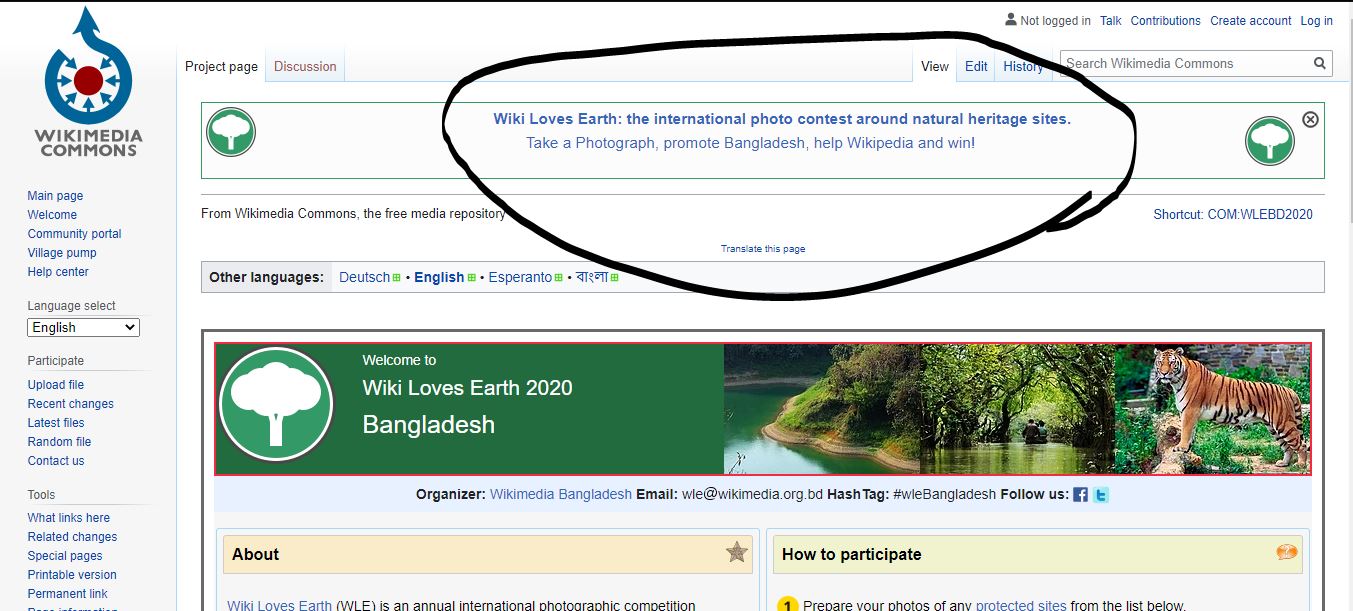 Not logged in Talk Contributions Create account Log in
Project page Discussion View Edit History Search Wikimedia Commons
WIKIMEDIA
COMMONS
Wiki Loves Earth: the international photo contest around natural heritage sites.
Take a Photograph, promote Bangladesh, help Wikipedia and win!
From Wikimedia Commons, the free media repository
Shortcut: COM:WLEBD2020
Translate this page
Other languages: Deutsch • English • Esperanto • বাংলা
Main page
Welcome
Community portal
Village pump
Help center
Language select
English
Participate
Upload file
Recent changes
Latest files
Random file
Contact us
Tools
What links here
Related changes
Special pages
Printable version
Permanent link
Page information
Welcome to
Wiki Loves Earth 2020
Bangladesh
Organizer: Wikimedia Bangladesh Email: wle@wikimedia.org.bd HashTag: #wleBangladesh Follow us:
About
Wiki Loves Earth (WLE) is an annual international photographic competition
How to participate
1 Prepare your photos of any protected sites from the list below.